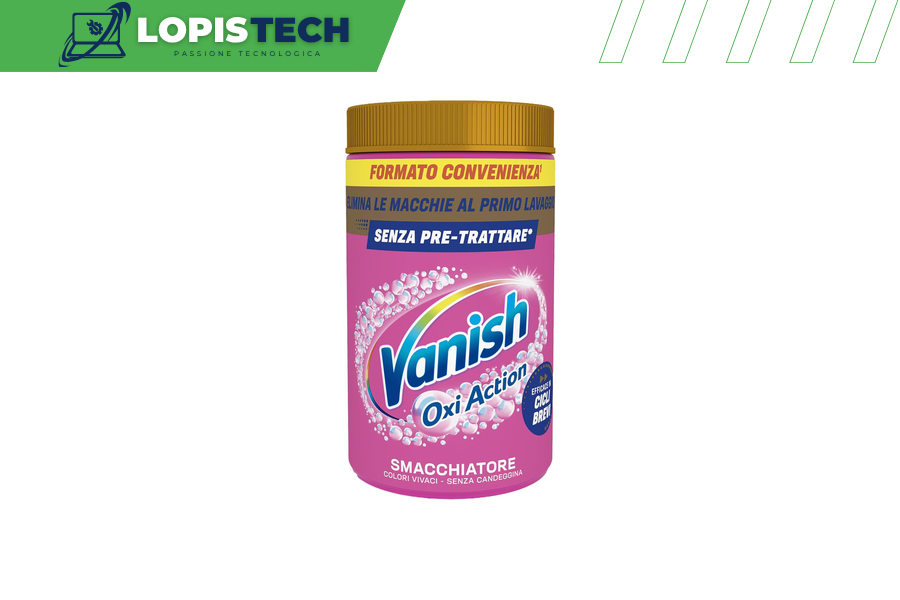 LOPISTECH
PASSIONE TECNOLOGICA
FORMATO CONVENIENZA
ELIMINA LE MACCHIE AL PRIMO LAVAGGIO
SENZA PRE-TRATTARE*
Vanish
Oxi Action
EFFICACE IN
CICLI
BREVI
SMACCHIATORE
COLORI VIVACI - SENZA CANDEGGINA